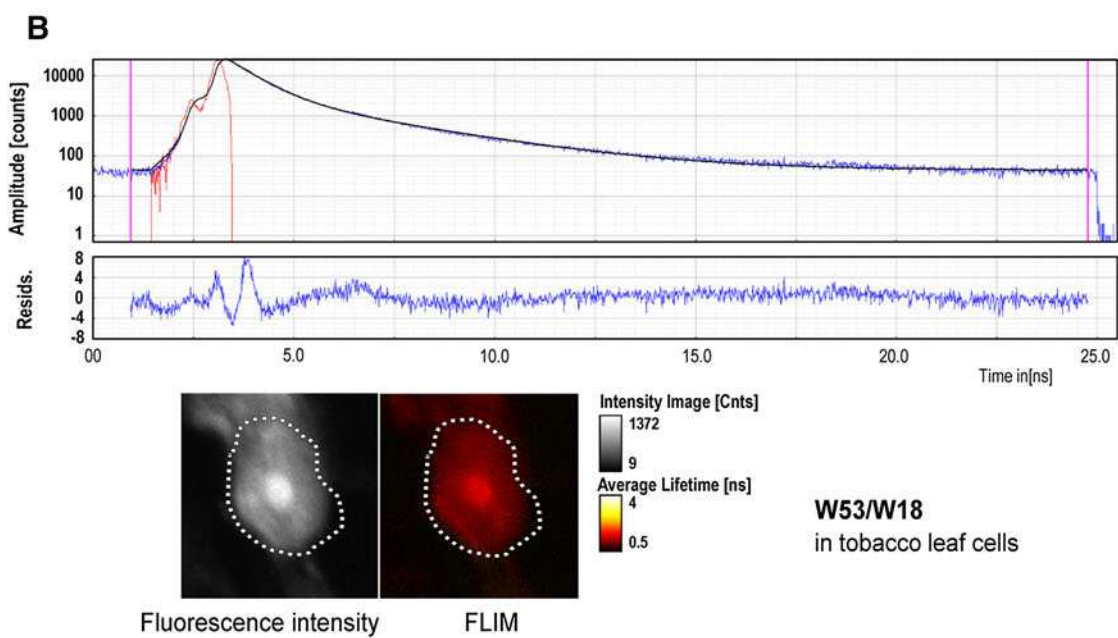 B
Amplitude [counts]
10000
1000
100
10
1
Resids.
8
4
0
-4
-8
00 5.0 10.0 15.0 20.0 25.0
Time in[ns]
Intensity Image [Cnts]
1372
9
Average Lifetime [ns]
4
0.5
W53/W18
in tobacco leaf cells
Fluorescence intensity FLIM